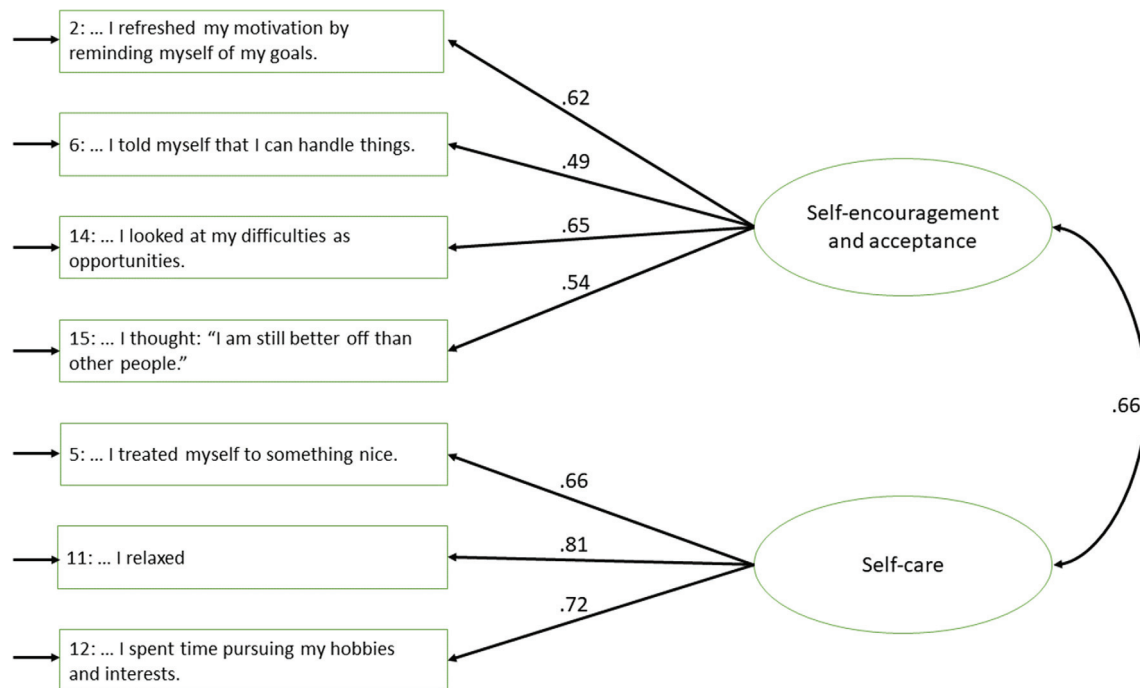 2: ... I refreshed my motivation by
reminding myself of my goals.
.62
6: ... I told myself that I can handle things.
.49
14: ... I looked at my difficulties as
opportunities.
.65
Self-encouragement
and acceptance
15: ... I thought: “I am still better off than
other people.”
.54
.66
5: ... I treated myself to something nice.
.66
11: ... I relaxed
.81
Self-care
12: ... I spent time pursuing my hobbies
and interests.
.72